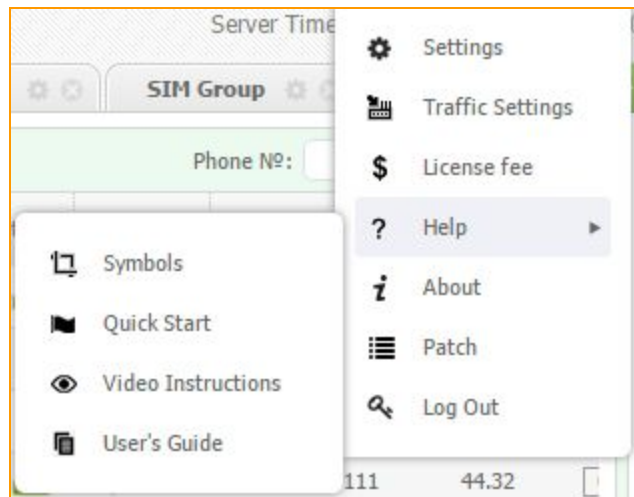 Server Time
Settings
SIM Group
Traffic Settings
Phone №:
License fee
Help
Symbols
About
Quick Start
Patch
Video Instructions
Log Out
User's Guide
111 44.32